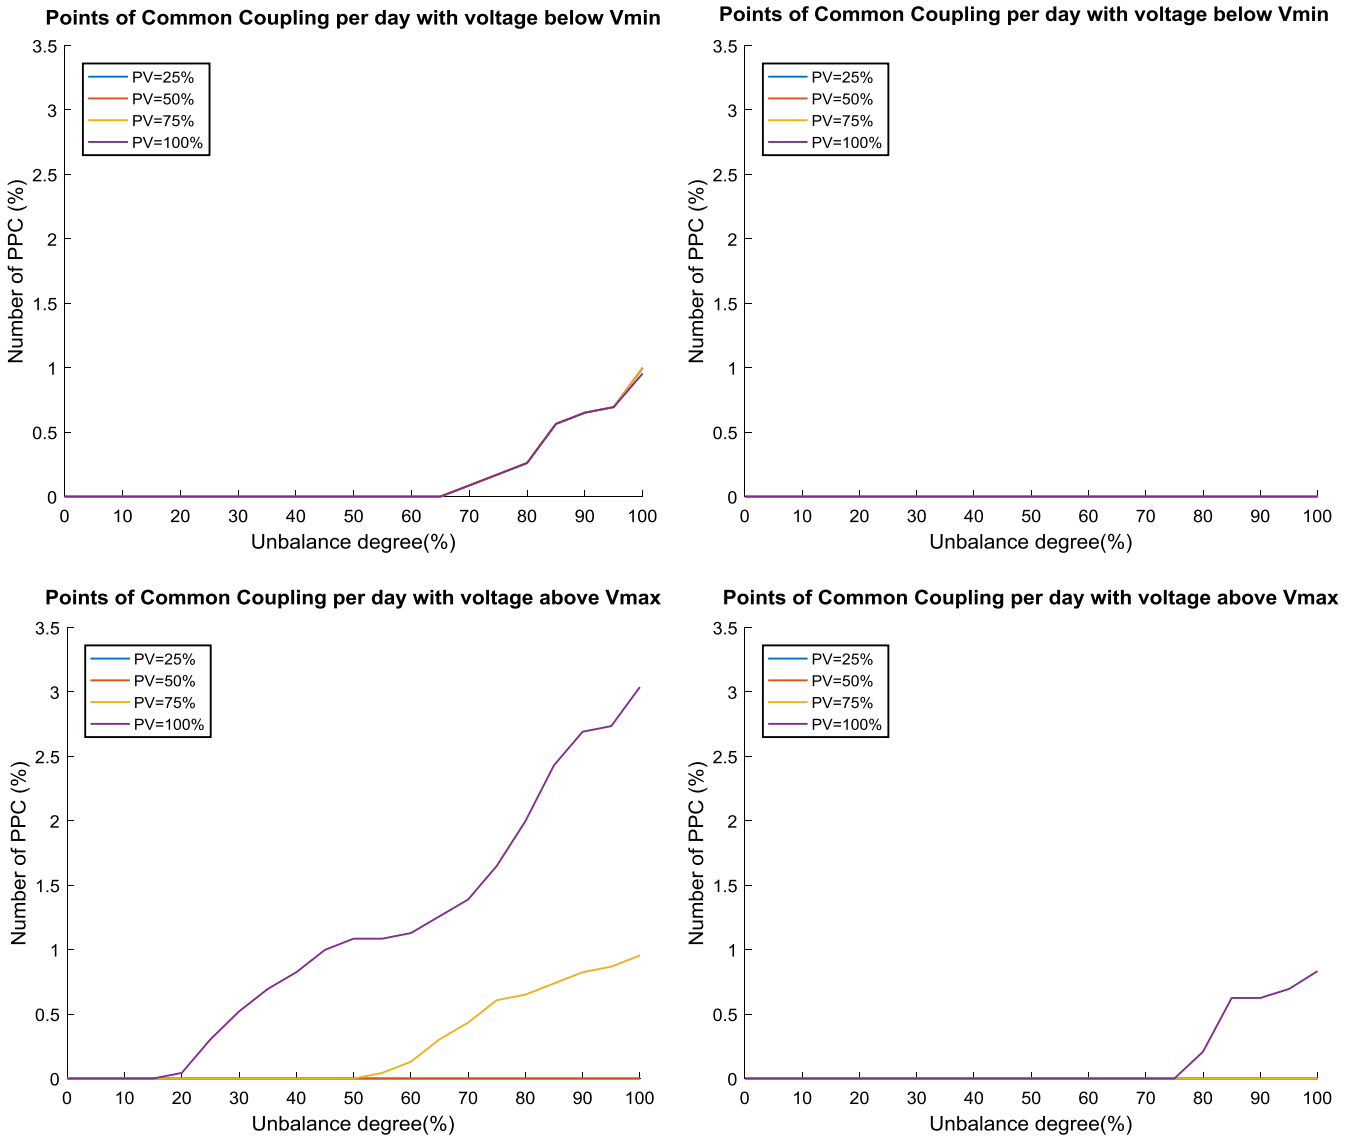 Points of Common Coupling per day with voltage below Vmin
3.5
3
2.5
2
1.5
1
0.5
0
Number of PPC (%)
PV=25%
PV=50%
PV=75%
PV=100%
0 10 20 30 40 50 60 70 80 90 100
Unbalance degree(%)
Points of Common Coupling per day with voltage below Vmin
3.5
3
2.5
2
1.5
1
0.5
0
Number of PPC (%)
PV=25%
PV=50%
PV=75%
PV=100%
0 10 20 30 40 50 60 70 80 90 100
Unbalance degree(%)
Points of Common Coupling per day with voltage above Vmax
3.5
3
2.5
2
1.5
1
0.5
0
Number of PPC (%)
PV=25%
PV=50%
PV=75%
PV=100%
0 10 20 30 40 50 60 70 80 90 100
Unbalance degree(%)
Points of Common Coupling per day with voltage above Vmax
3.5
3
2.5
2
1.5
1
0.5
0
Number of PPC (%)
PV=25%
PV=50%
PV=75%
PV=100%
0 10 20 30 40 50 60 70 80 90 100
Unbalance degree(%)